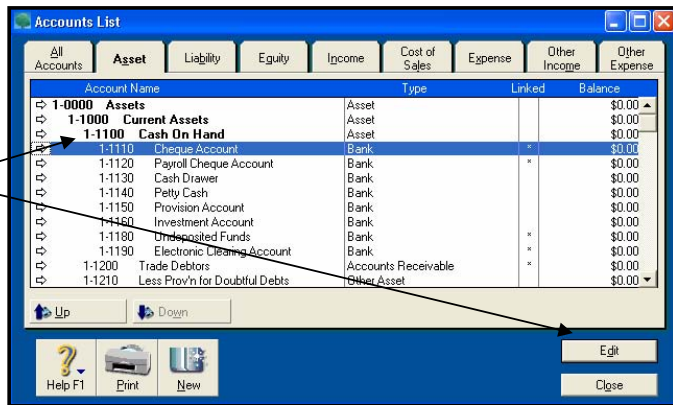 Accounts List
All Accounts Asset Liability Equity Income Cost of Sales Expense Other Income Other Expense
Account Name Type Linked Balance
1-0000 Assets Asset $0.00
1-1000 Current Assets Asset $0.00
1-1100 Cash On Hand Asset $0.00
1-1110 Cheque Account Bank * $0.00
1-1120 Payroll Cheque Account Bank * $0.00
1-1130 Cash Drawer Bank $0.00
1-1140 Petty Cash Bank $0.00
1-1150 Provision Account Bank $0.00
1-1160 Investment Account Bank $0.00
1-1180 Undeposited Funds Bank * $0.00
1-1190 Electronic Clearing Account Bank * $0.00
1-1200 Trade Debtors Accounts Receivable * $0.00
1-1210 Less Prov'n for Doubtful Debts Other Asset $0.00
Up Down
Edit
Help F1 Print New Close